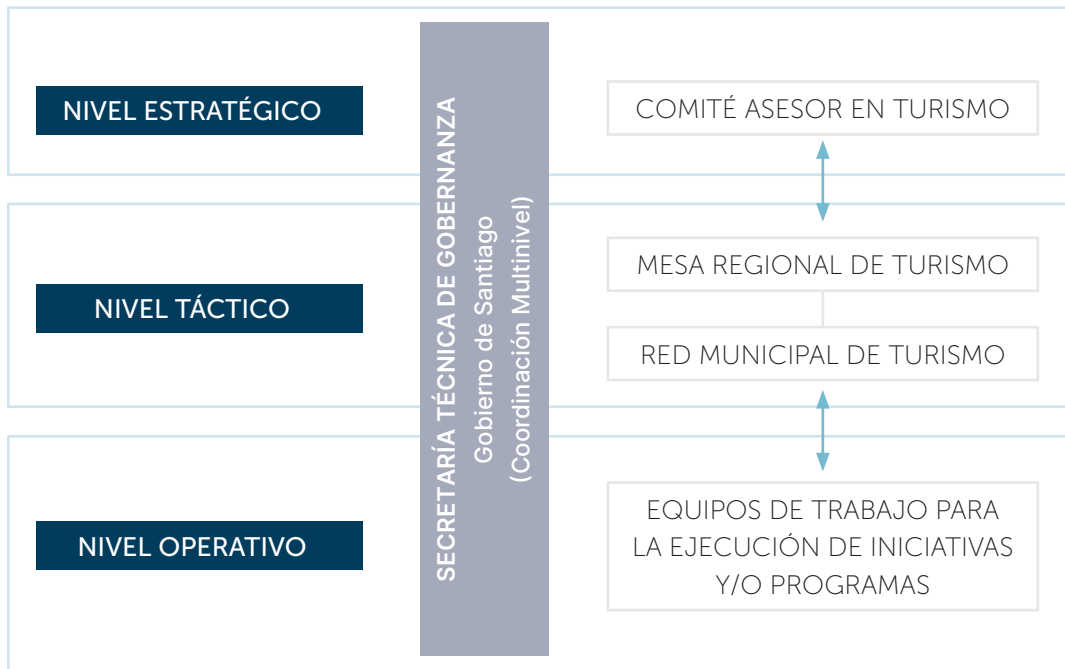 NIVEL ESTRATÉGICO
COMITÉ ASESOR EN TURISMO
SECRETARÍA TÉCNICA DE GOBERNANZA
Gobierno de Santiago
(Coordinación Multinivel)
NIVEL TÁCTICO
MESA REGIONAL DE TURISMO
RED MUNICIPAL DE TURISMO
NIVEL OPERATIVO
EQUIPOS DE TRABAJO PARA
LA EJECUCIÓN DE INICIATIVAS
Y/O PROGRAMAS